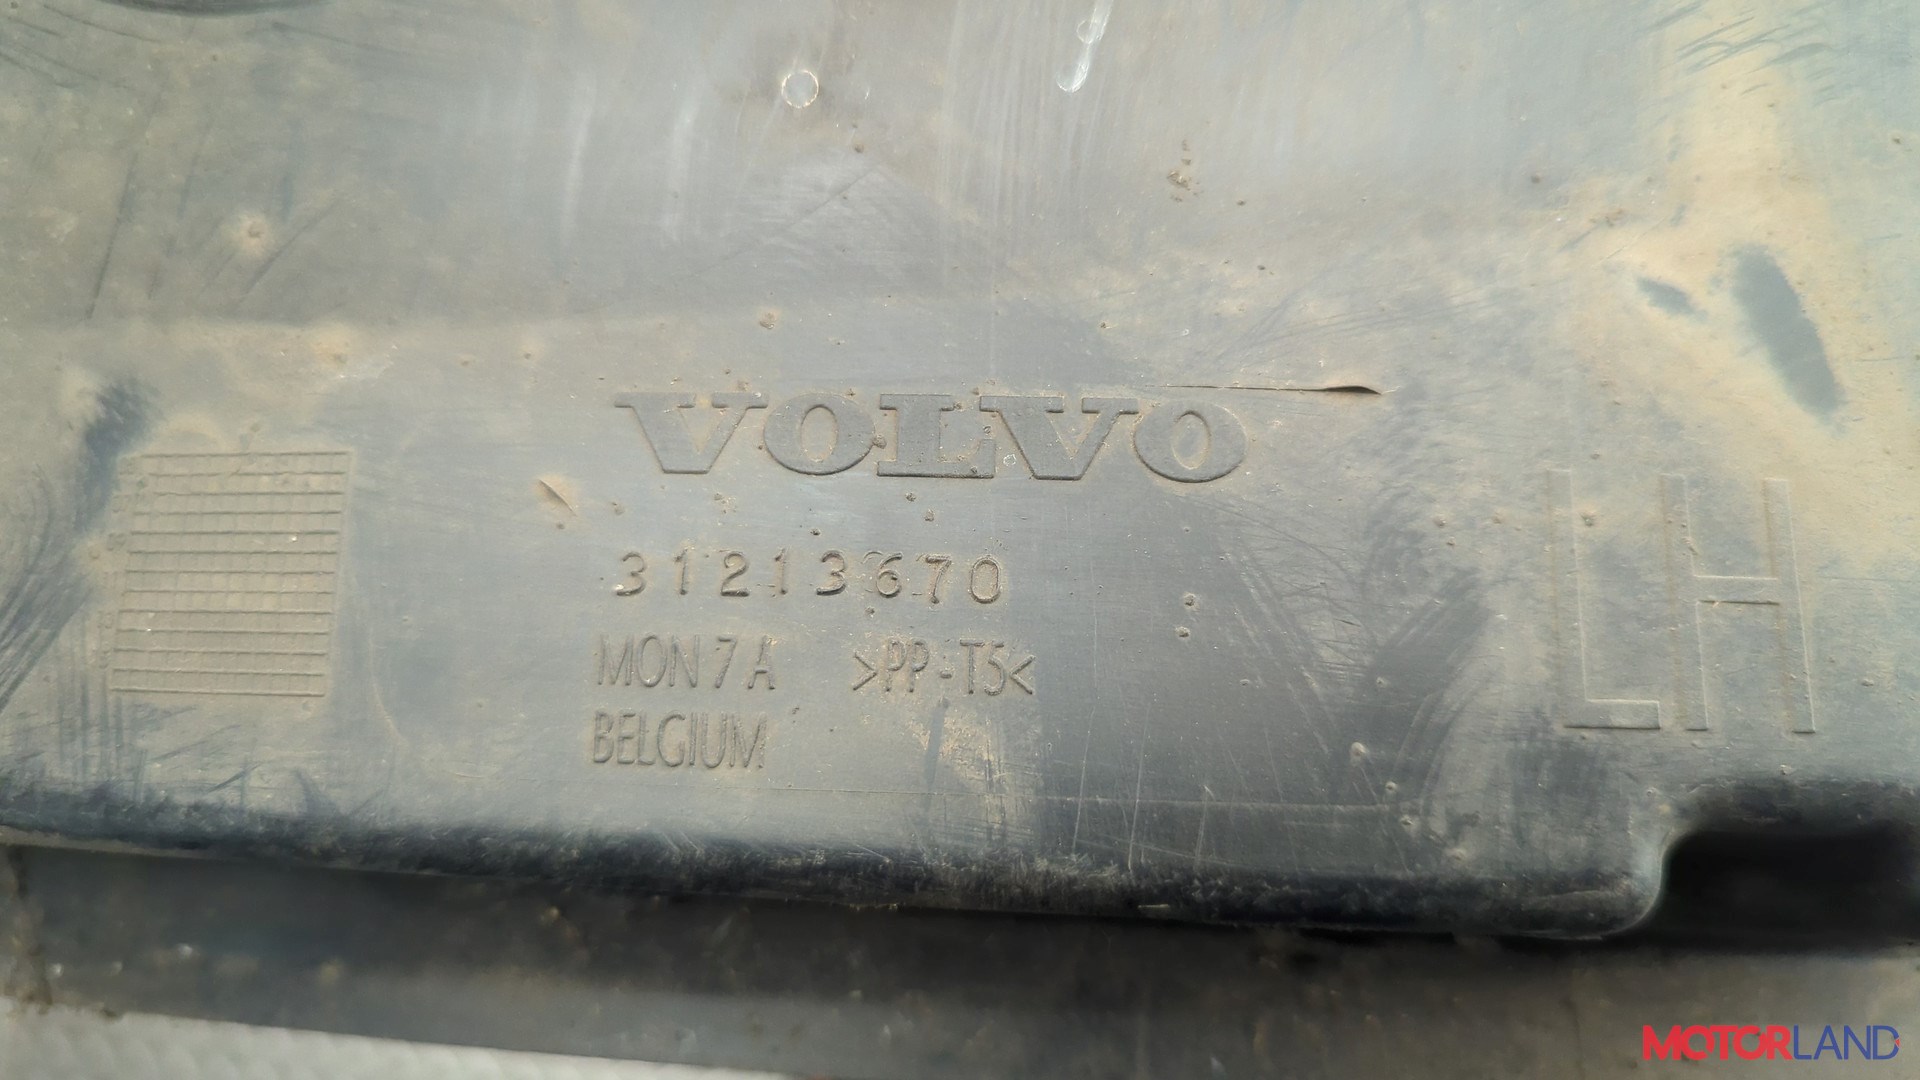 VOLVO
31213670
MON 7 A >PP-T5<
BELGIUM
LH
MOTORLAND